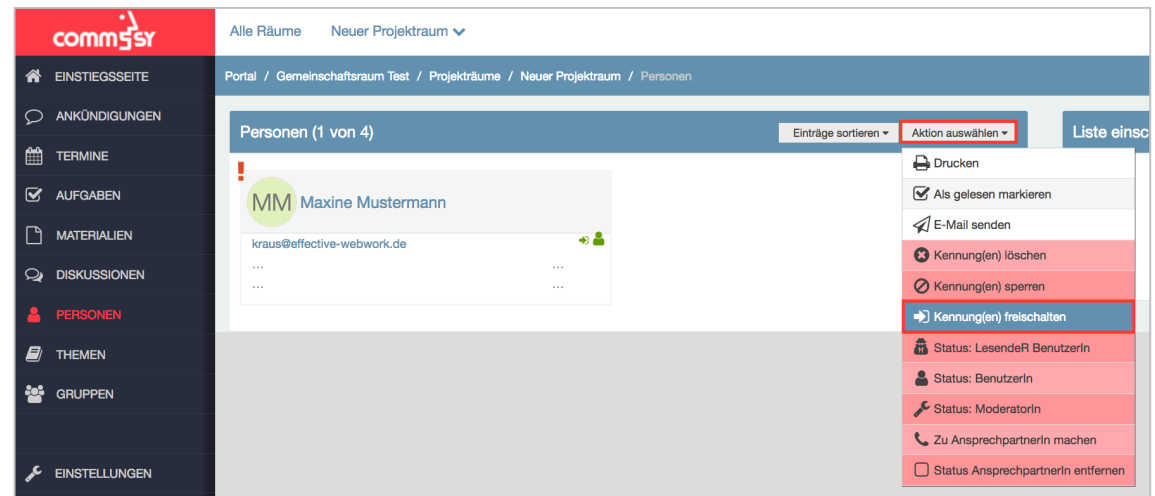 commsy
Alle Räume Neuer Projektraum
EINSTIEGSSEITE
Portal / Gemeinschaftsraum Test / Projekträume / Neuer Projektraum / Personen
ANKÜNDIGUNGEN
Personen (1 von 4) Einträge sortieren Aktion auswählen Liste einsc
TERMINE
Drucken
AUFGABEN
Als gelesen markieren
MM Maxine Mustermann
E-Mail senden
MATERIALIEN
kraus@effective-webwork.de
Kennung(en) löschen
... ...
DISKUSSIONEN
Kennung(en) sperren
... ...
PERSONEN
Kennung(en) freischalten
THEMEN
Status: LesendeR BenutzerIn
Status: BenutzerIn
GRUPPEN
Status: ModeratorIn
Zu AnsprechpartnerIn machen
EINSTELLUNGEN
Status AnsprechpartnerIn entfernen